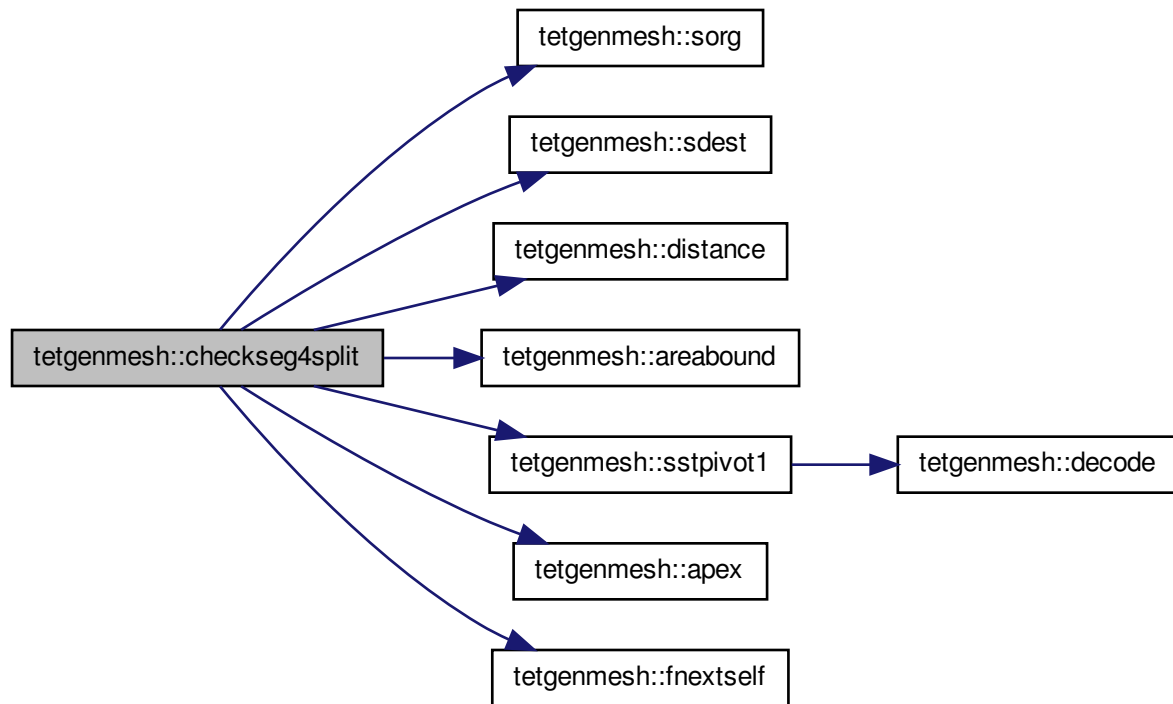 tetgenmesh::sorg
tetgenmesh::sdest
tetgenmesh::distance
tetgenmesh::checkseg4split
tetgenmesh::areabound
tetgenmesh::sstpivot1
tetgenmesh::decode
tetgenmesh::apex
tetgenmesh::fnextself